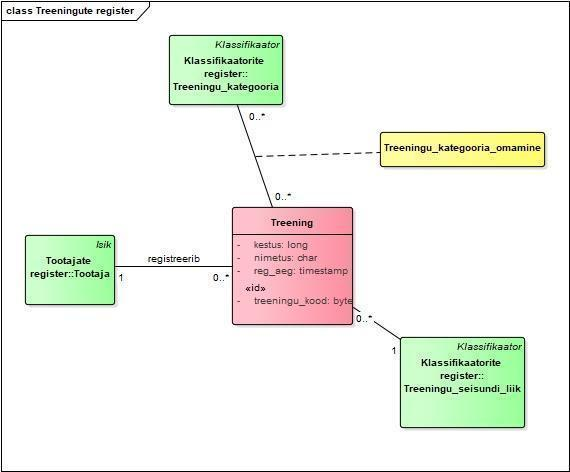 class Treeningute register
Klassifikaator
Klassifikaatorite
register::
Treeningu_kategooria
0..*
Treeningu_kategooria_omamine
0..*
Treening
- kestus: long
- nimetus: char
- reg_aeg: timestamp
«id»
- treeningu_kood: byte
Isik
Tootajate
register::Tootaja
registreerib
1
0..*
0..*
1
Klassifikaator
Klassifikaatorite
register::
Treeningu_seisundi_liik